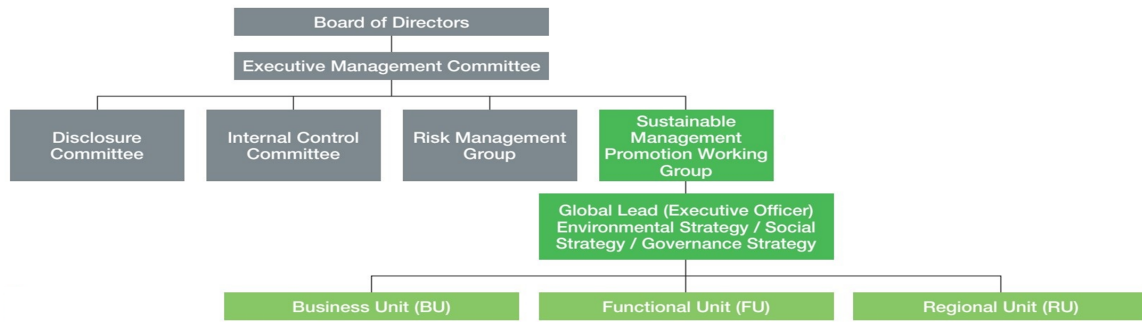 Board of Directors
Executive Management Committee
Disclosure
Committee
Internal Control
Committee
Risk Management
Group
Sustainable
Management
Promotion Working
Group
Global Lead (Executive Officer)
Environmental Strategy / Social
Strategy / Governance Strategy
Business Unit (BU)
Functional Unit (FU)
Regional Unit (RU)